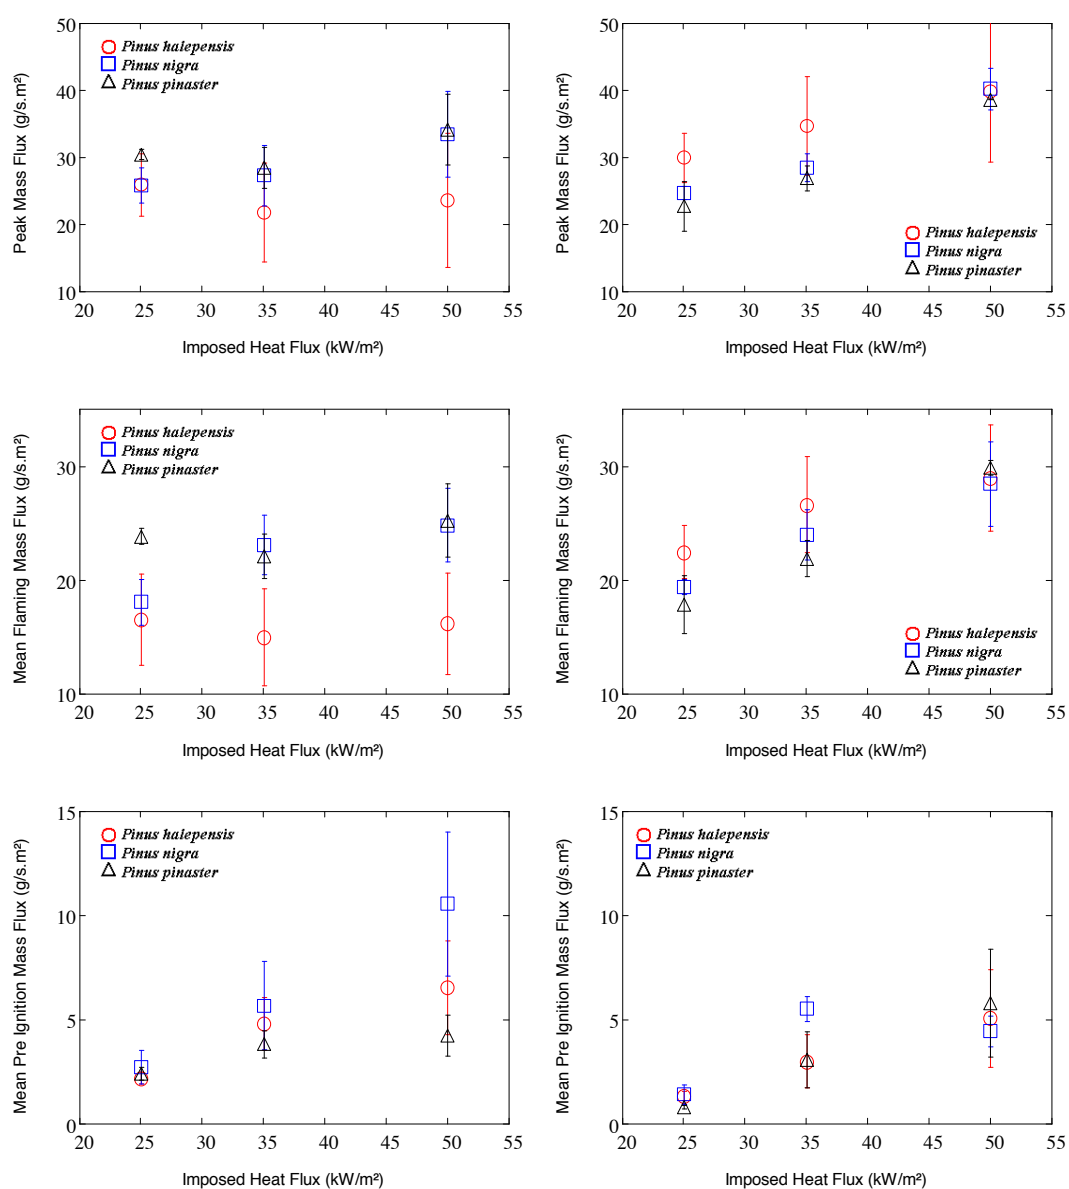 50
40
30
20
10
20
25
30
35
40
45
50
55
Peak Mass Flux (g/s.m²)
Imposed Heat Flux (kW/m²)
Pinus halepensis
Pinus nigra
Pinus pinaster
50
40
30
20
10
20
25
30
35
40
45
50
55
Peak Mass Flux (g/s.m²)
Imposed Heat Flux (kW/m²)
Pinus halepensis
Pinus nigra
Pinus pinaster
30
20
10
20
25
30
35
40
45
50
55
Mean Flaming Mass Flux (g/s.m²)
Imposed Heat Flux (kW/m²)
Pinus halepensis
Pinus nigra
Pinus pinaster
30
20
10
20
25
30
35
40
45
50
55
Mean Flaming Mass Flux (g/s.m²)
Imposed Heat Flux (kW/m²)
Pinus halepensis
Pinus nigra
Pinus pinaster
15
10
5
0
20
25
30
35
40
45
50
55
Mean Pre Ignition Mass Flux (g/s.m²)
Imposed Heat Flux (kW/m²)
Pinus halepensis
Pinus nigra
Pinus pinaster
15
10
5
0
20
25
30
35
40
45
50
55
Mean Pre Ignition Mass Flux (g/s.m²)
Imposed Heat Flux (kW/m²)
Pinus halepensis
Pinus nigra
Pinus pinaster